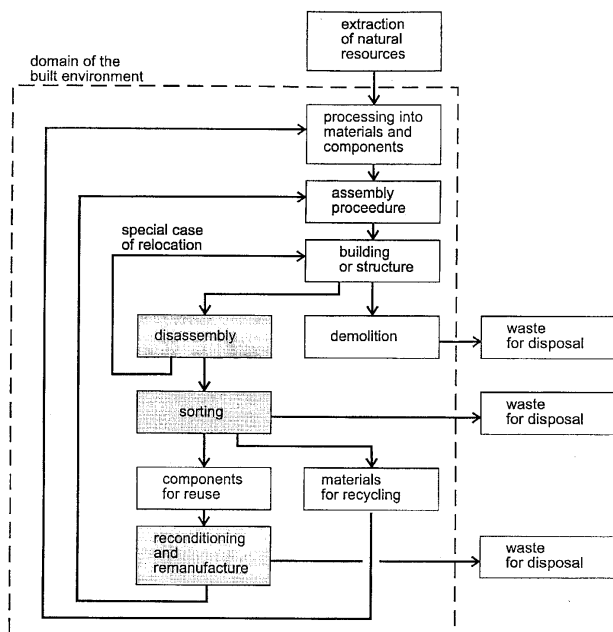 extraction
of natural
resources
domain of the
built environment
processing into
materials and
components
assembly
proceedure
special case
of relocation
building
or structure
disassembly
demolition
waste
for disposal
sorting
waste
for disposal
components
for reuse
materials
for recycling
reconditioning
and
remanufacture
waste
for disposal